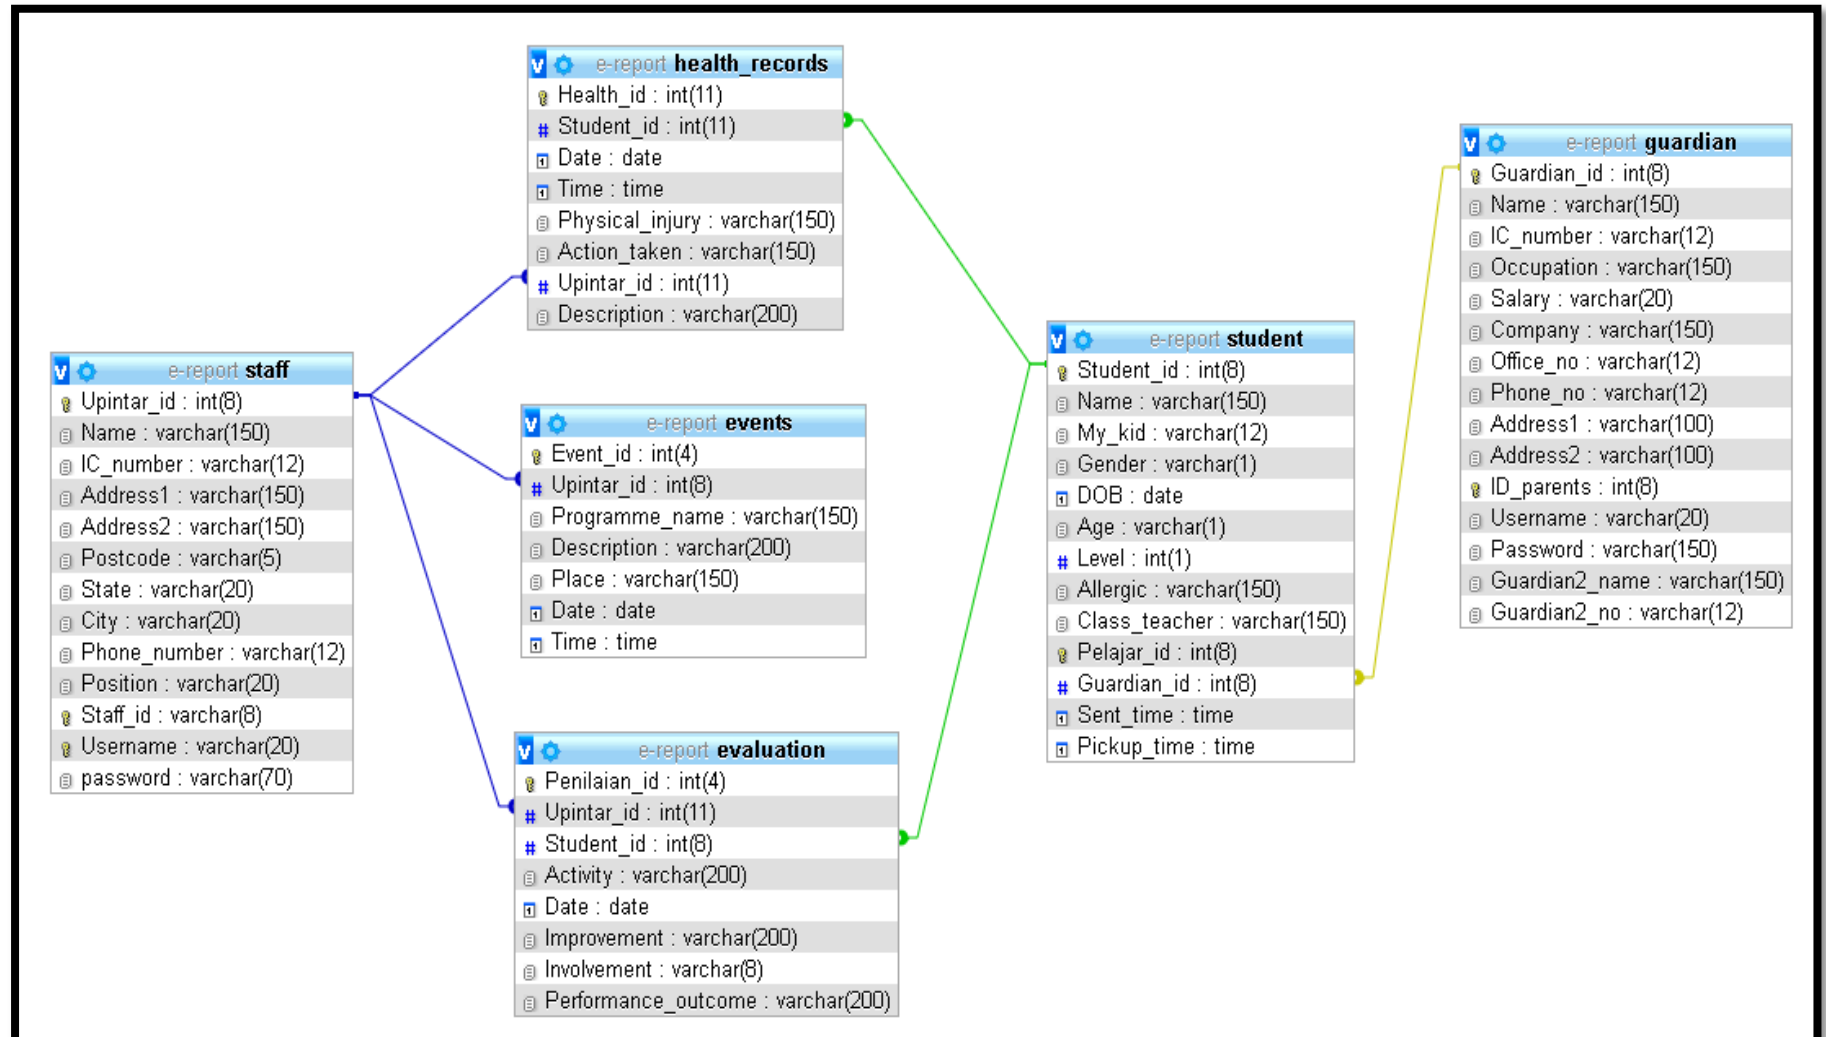 e-report health_records
Health_id : int(11)
Student_id : int(11)
Date : date
Time : time
Physical_injury : varchar(150)
Action_taken : varchar(150)
Upintar_id : int(11)
Description : varchar(200)
e-report staff
Upintar_id : int(8)
Name : varchar(150)
IC_number : varchar(12)
Address1 : varchar(150)
Address2 : varchar(150)
Postcode : varchar(5)
State : varchar(20)
City : varchar(20)
Phone_number : varchar(12)
Position : varchar(20)
Staff_id : varchar(8)
Username : varchar(20)
password : varchar(70)
e-report events
Event_id : int(4)
Upintar_id : int(8)
Programme_name : varchar(150)
Description : varchar(200)
Place : varchar(150)
Date : date
Time : time
e-report evaluation
Penilaian_id : int(4)
Upintar_id : int(11)
Student_id : int(8)
Activity : varchar(200)
Date : date
Improvement : varchar(200)
Involvement : varchar(8)
Performance_outcome : varchar(200)
e-report student
Student_id : int(8)
Name : varchar(150)
My_kid : varchar(12)
Gender : varchar(1)
DOB : date
Age : varchar(1)
Level : int(1)
Allergic : varchar(150)
Class_teacher : varchar(150)
Pelajar_id : int(8)
Guardian_id : int(8)
Sent_time : time
Pickup_time : time
e-report guardian
Guardian_id : int(8)
Name : varchar(150)
IC_number : varchar(12)
Occupation : varchar(150)
Salary : varchar(20)
Company : varchar(150)
Office_no : varchar(12)
Phone_no : varchar(12)
Address1 : varchar(100)
Address2 : varchar(100)
ID_parents : int(8)
Username : varchar(20)
Password : varchar(150)
Guardian2_name : varchar(150)
Guardian2_no : varchar(12)